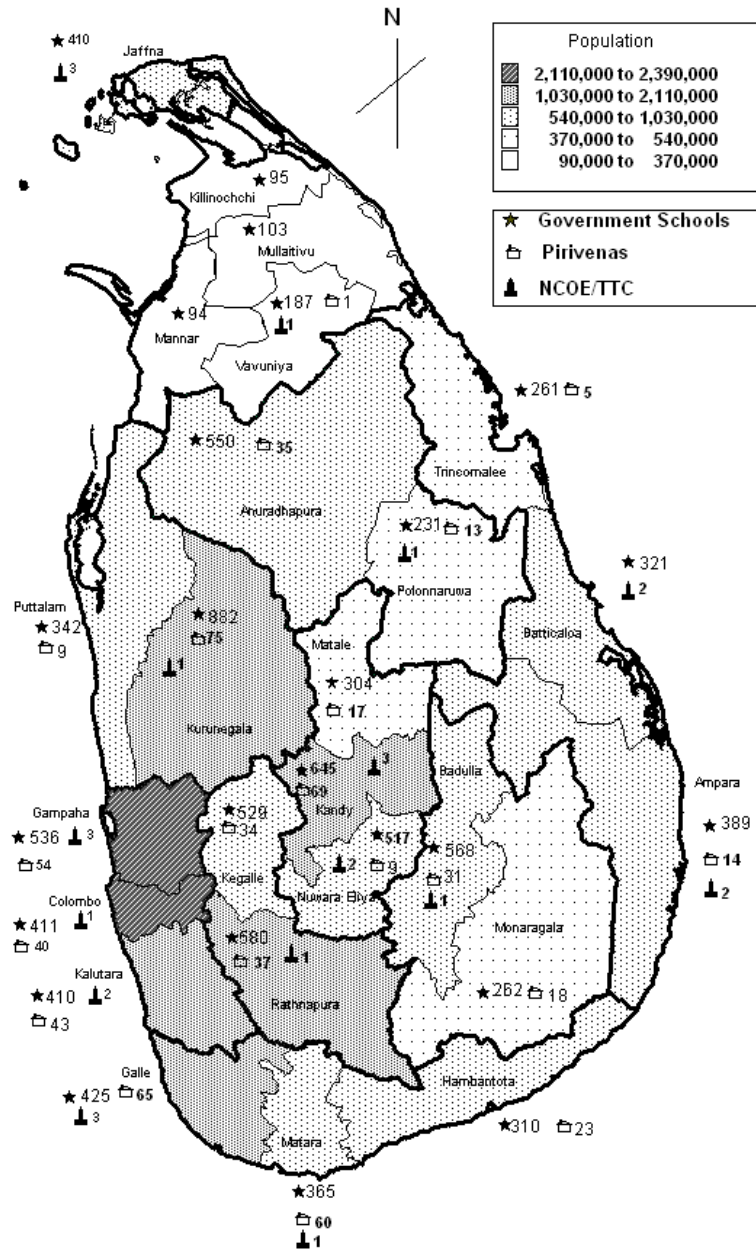 N
410
Jaffna
3
Population
2,110,000 to 2,390,000
1,030,000 to 2,110,000
540,000 to 1,030,000
370,000 to 540,000
90,000 to 370,000
Government Schools
Pirivenas
NCOE/TTC
95
Killinochchi
103
Mullaitivu
187
1
1
94
Mannar
Vavuniya
261
5
550
35
Trincomalee
Anuradhapura
231
13
1
Polonnaruwa
321
2
Batticaloa
Puttalam
342
9
882
75
1
Kurunegala
Matale
304
17
645
3
69
Kandy
Badulla
Ampara
389
14
2
Gampaha
536
3
54
529
34
Kegalle
517
2
9
Nuwara Eliya
568
31
1
Monaragala
262
18
Colombo
1
411
40
580
37
1
Rathnapura
Kalutara
410
2
43
Galle
425
65
3
Hambantota
310
23
Matara
365
60
1